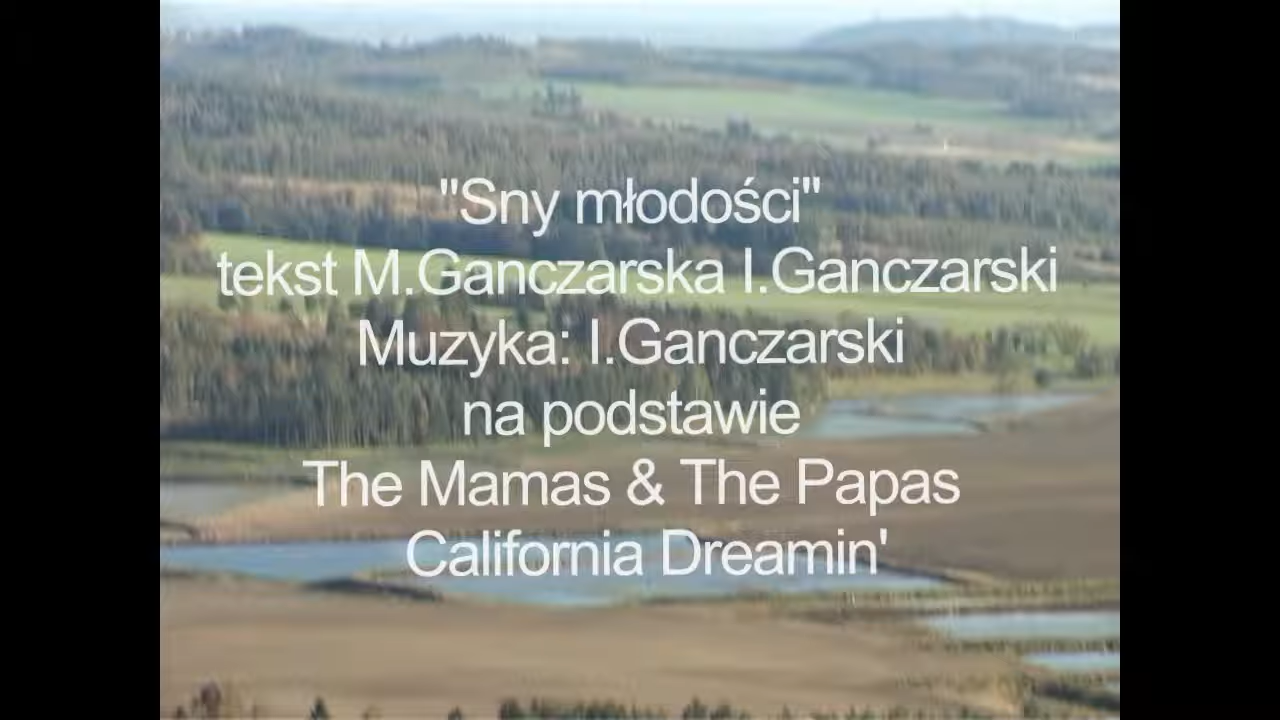 "Sny młodości"
tekst M.Ganczarska I.Ganczarski
Muzyka: I.Ganczarski
na podstawie
The Mamas & The Papas
California Dreamin'